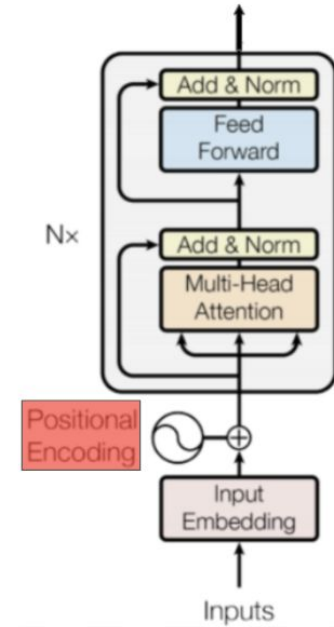 Add & Norm
Feed
Forward
Nx
Add & Norm
Multi-Head
Attention
Positional
Encoding
Input
Embedding
Inputs